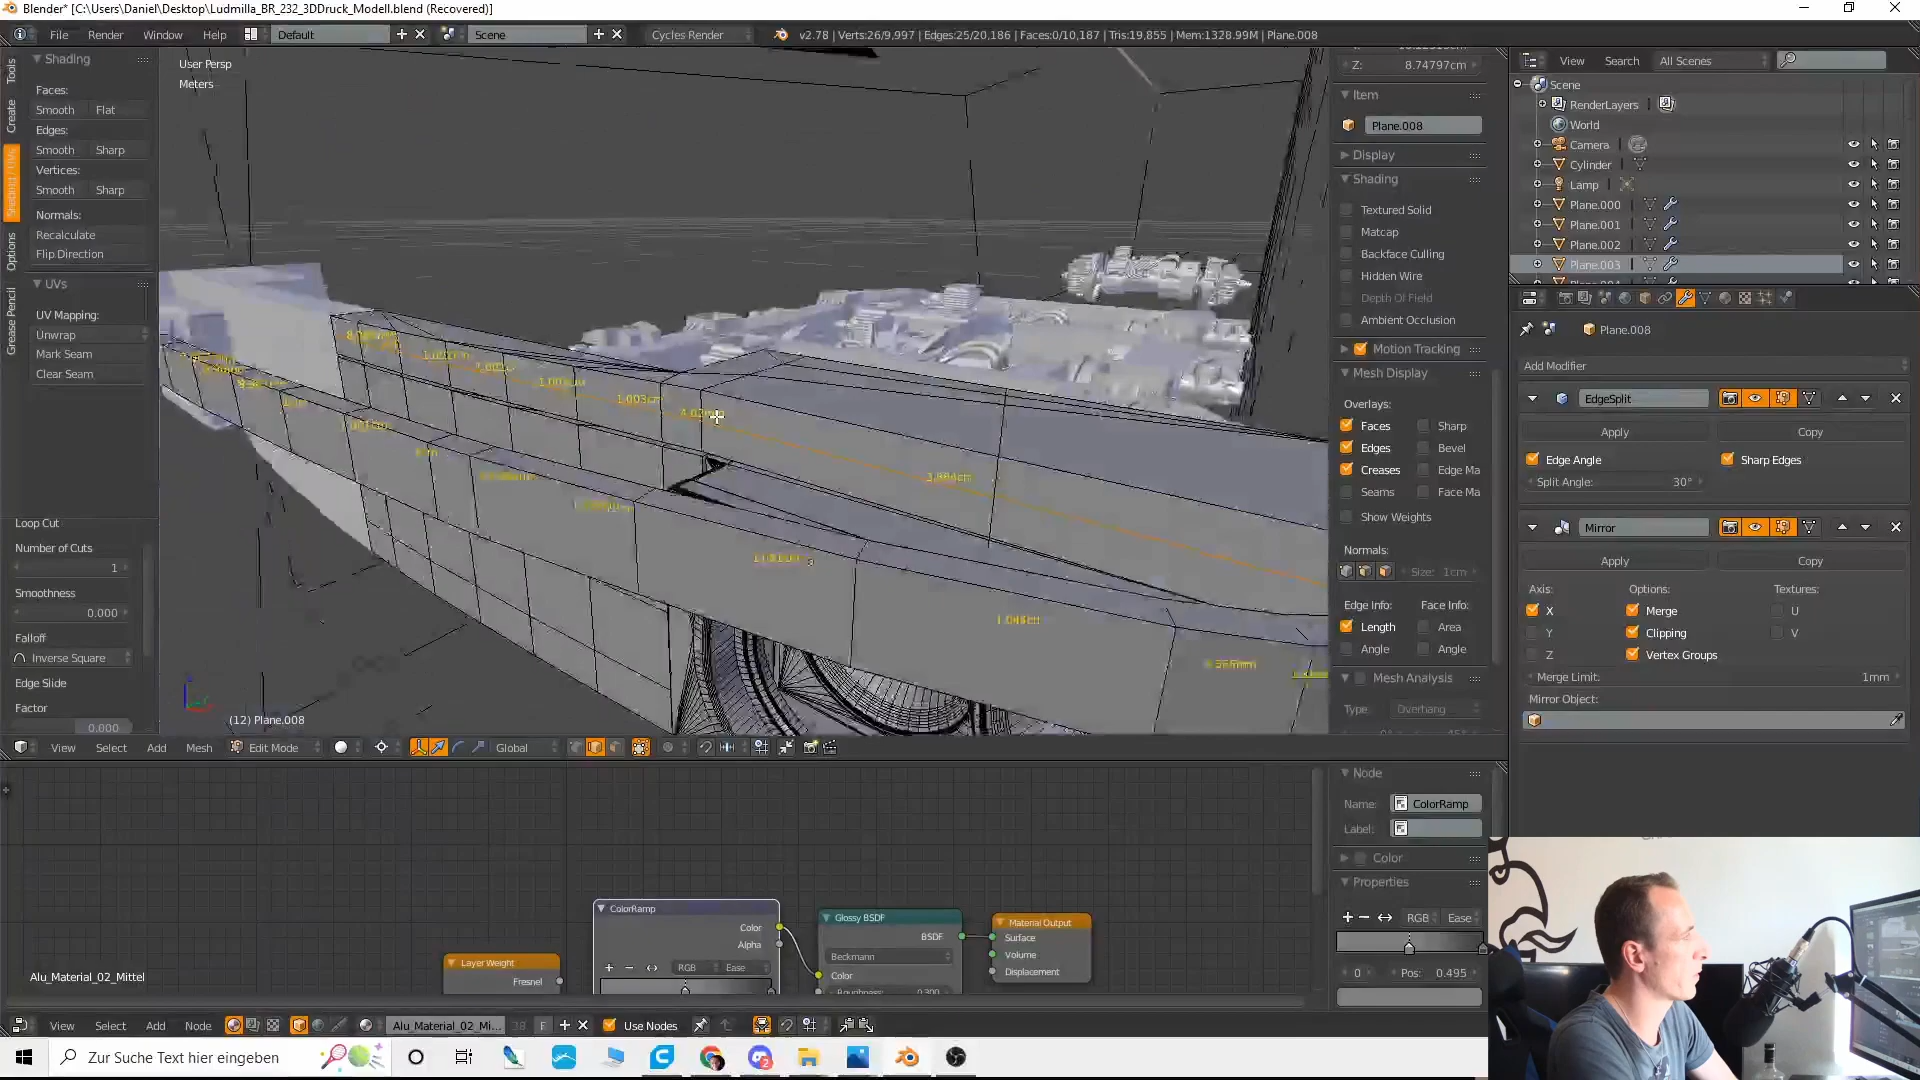 Blender* [C:\Users\Daniel\Desktop\Ludmilla_BR_232_3DDruck_Modell.blend (Recovered)]
File Render Window Help Default Scene Cycles Render v2.78 | Verts:26/9,997 | Edges:25/20,186 | Faces:0/10,187 | Tris:19,855 | Mem:1328.99M | Plane.008
Tools
Create
Shading / UVs
Options
Grease Pencil
Shading
Faces:
Smooth Flat
Edges:
Smooth Sharp
Vertices:
Smooth Sharp
Normals:
Recalculate
Flip Direction
UVs
UV Mapping:
Unwrap
Mark Seam
Clear Seam
Loop Cut
Number of Cuts
1
Smoothness
0.000
Falloff
Inverse Square
Edge Slide
Factor
0.000
User Persp
Meters
1.003c
(12) Plane.008
Z: 8.74797cm
Item
Plane.008
Display
Shading
Textured Solid
Matcap
Backface Culling
Hidden Wire
Depth Of Field
Ambient Occlusion
Motion Tracking
Mesh Display
Overlays:
Faces Sharp
Edges Bevel
Creases Edge Ma
Seams Face Ma
Show Weights
Normals:
Size: 1cm
Edge Info: Face Info:
Length Area
Angle Angle
Mesh Analysis
Type: Overhang
View Search All Scenes
Scene
RenderLayers
World
Camera
Cylinder
Lamp
Plane.000
Plane.001
Plane.002
Plane.003
Plane.008
Add Modifier
EdgeSplit
Apply Copy
Edge Angle Sharp Edges
Split Angle: 30°
Mirror
Apply Copy
Axis: Options: Textures:
X Merge U
Y Clipping V
Z Vertex Groups
Merge Limit: 1mm
Mirror Object:
View Select Add Mesh Edit Mode Global
ColorRamp
Color
Alpha
RGB Ease
Layer Weight
Fresnel
Glossy BSDF
BSDF
Beckmann
Color
Roughness: 0.300
Material Output
Surface
Volume
Displacement
Alu_Material_02_Mittel
Node
Name: ColorRamp
Label:
Color
Properties
RGB Ease
0 Pos: 0.495
View Select Add Node Alu_Material_02_Mi... 38 F Use Nodes
Zur Suche Text hier eingeben